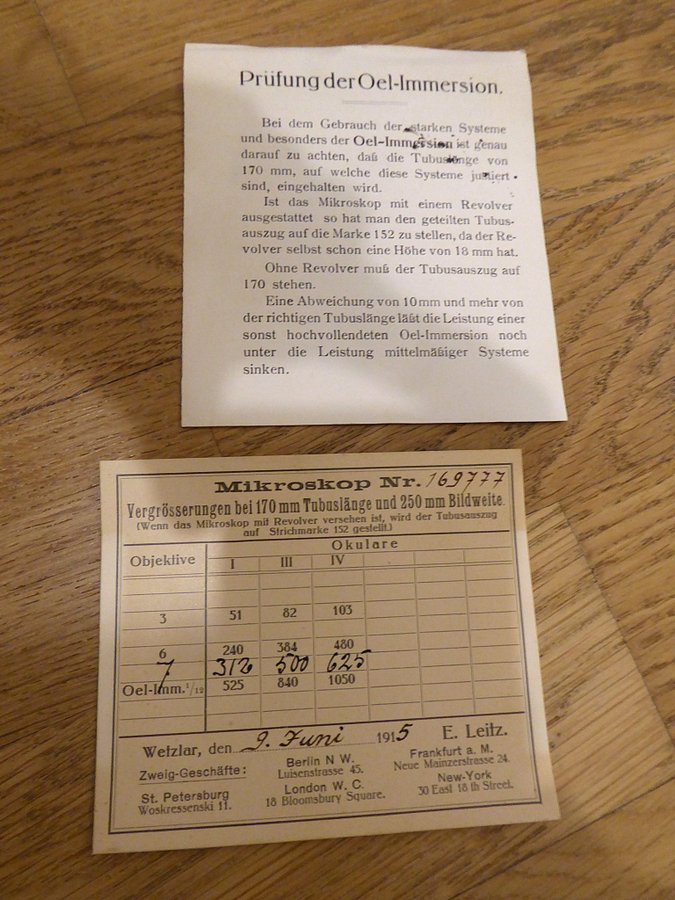 Prüfung der Oel-Immersion.
Bei dem Gebrauch der starken Systeme
und besonders der Oel-Immersion ist genau
darauf zu achten, daß die Tubuslänge von
170 mm, auf welche diese Systeme justiert
sind, eingehalten wird.
Ist das Mikroskop mit einem Revolver
ausgestattet so hat man den geteilten Tubus-
auszug auf die Marke 152 zu stellen, da der Re-
volver selbst schon eine Höhe von 18 mm hat.
Ohne Revolver muß der Tubusauszug auf
170 stehen.
Eine Abweichung von 10 mm und mehr von
der richtigen Tubuslänge läßt die Leistung einer
sonst hochvollendeten Oel-Immersion noch
unter die Leistung mittelmäßiger Systeme
sinken.
Mikroskop Nr. 169777
Vergrösserungen bei 170 mm Tubuslänge und 250 mm Bildweite.
(Wenn das Mikroskop mit Revolver versehen ist, wird der Tubusauszug
auf Strichmarke 152 gestellt.)
Objektive Okulare
I III IV
3 51 82 103
6 240 384 480
7 312 500 625
Oel-Imm. 1/12 525 840 1050
Wetzlar, den 9. Juni 1915 E. Leitz.
Zweig-Geschäfte: Berlin N W. Frankfurt a. M.
Luisenstrasse 45. Neue Mainzerstrasse 24.
St. Petersburg London W. C. New-York
Woskressenski 11. 18 Bloomsbury Square. 30 East 18 th Street.